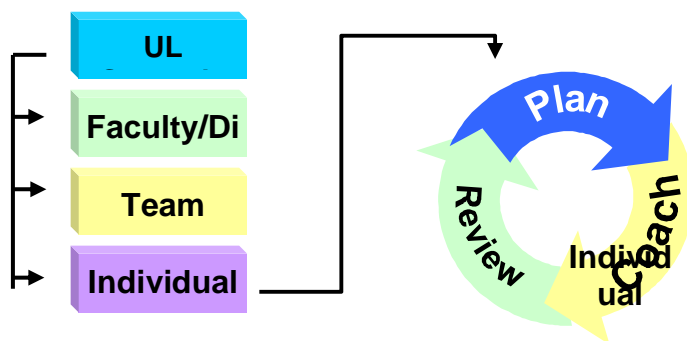 UL
Faculty/Di
Team
Individual
Plan
Coach
Review
Individ
ual